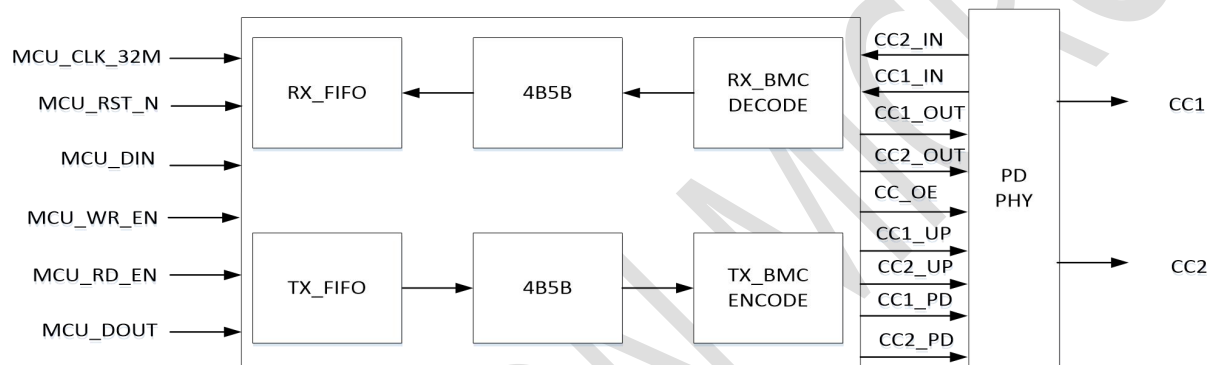 MCU_CLK_32M
MCU_RST_N
MCU_DIN
MCU_WR_EN
MCU_RD_EN
MCU_DOUT
RX_FIFO
4B5B
RX_BMC
DECODE
TX_FIFO
4B5B
TX_BMC
ENCODE
CC2_IN
CC1_IN
CC1_OUT
CC2_OUT
CC_OE
CC1_UP
CC2_UP
CC1_PD
CC2_PD
PD
PHY
CC1
CC2